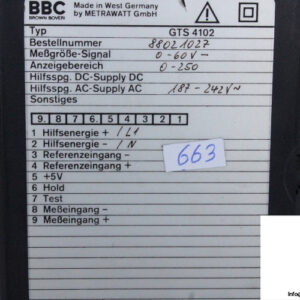 BBC
BROWN BOVERI
Made in West Germany
by METRAWATT GmbH
Typ GTS 4102
Bestellnummer 88021027
Meßgröße-Signal 0-60V⎓
Anzeigebereich 0-250
Hilfsspg. DC-Supply DC
Hilfsspg. AC-Supply AC 187-242V~
Sonstiges
9 8 7 6 5 4 3 2 1
1 Hilfsenergie + / L1
2 Hilfsenergie - / N
3 Referenzeingang -
4 Referenzeingang +
5 +5V
6 Hold
7 Test
8 Meßeingang -
9 Meßeingang +
663